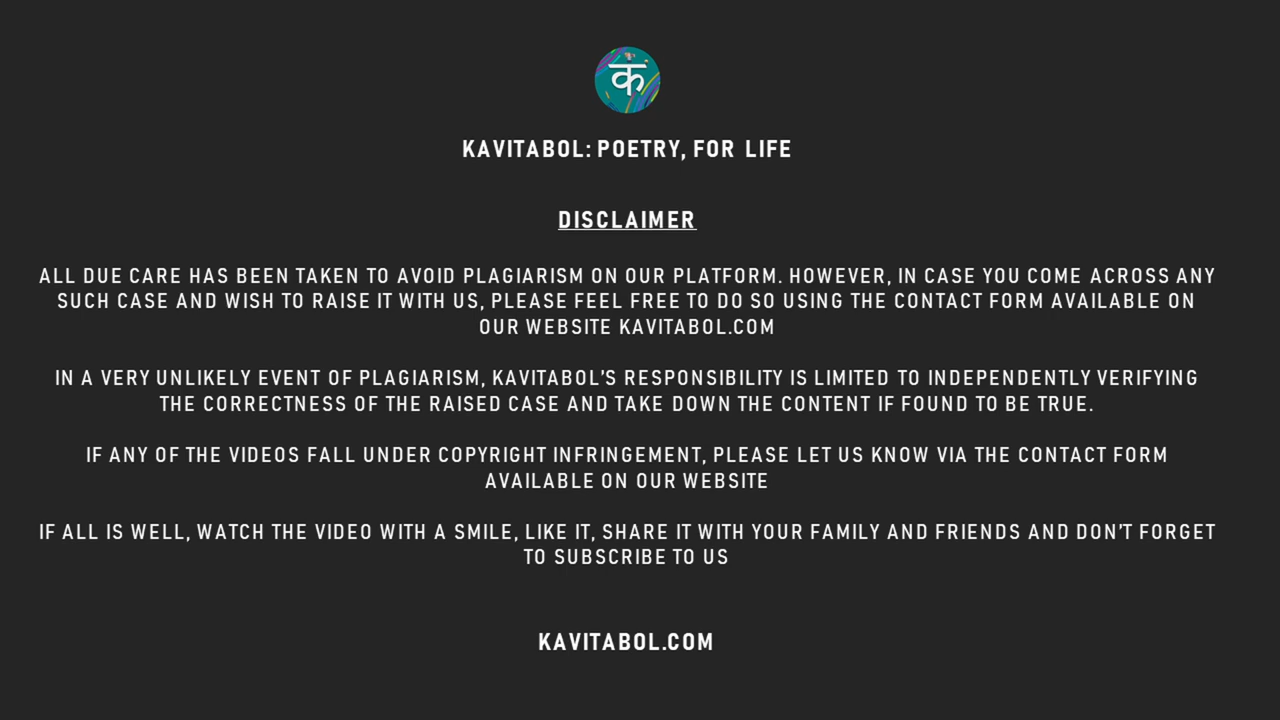 क
KAVITABOL: POETRY, FOR LIFE
DISCLAIMER
ALL DUE CARE HAS BEEN TAKEN TO AVOID PLAGIARISM ON OUR PLATFORM. HOWEVER, IN CASE YOU COME ACROSS ANY
SUCH CASE AND WISH TO RAISE IT WITH US, PLEASE FEEL FREE TO DO SO USING THE CONTACT FORM AVAILABLE ON
OUR WEBSITE KAVITABOL.COM
IN A VERY UNLIKELY EVENT OF PLAGIARISM, KAVITABOL’S RESPONSIBILITY IS LIMITED TO INDEPENDENTLY VERIFYING
THE CORRECTNESS OF THE RAISED CASE AND TAKE DOWN THE CONTENT IF FOUND TO BE TRUE.
IF ANY OF THE VIDEOS FALL UNDER COPYRIGHT INFRINGEMENT, PLEASE LET US KNOW VIA THE CONTACT FORM
AVAILABLE ON OUR WEBSITE
IF ALL IS WELL, WATCH THE VIDEO WITH A SMILE, LIKE IT, SHARE IT WITH YOUR FAMILY AND FRIENDS AND DON’T FORGET
TO SUBSCRIBE TO US
KAVITABOL.COM